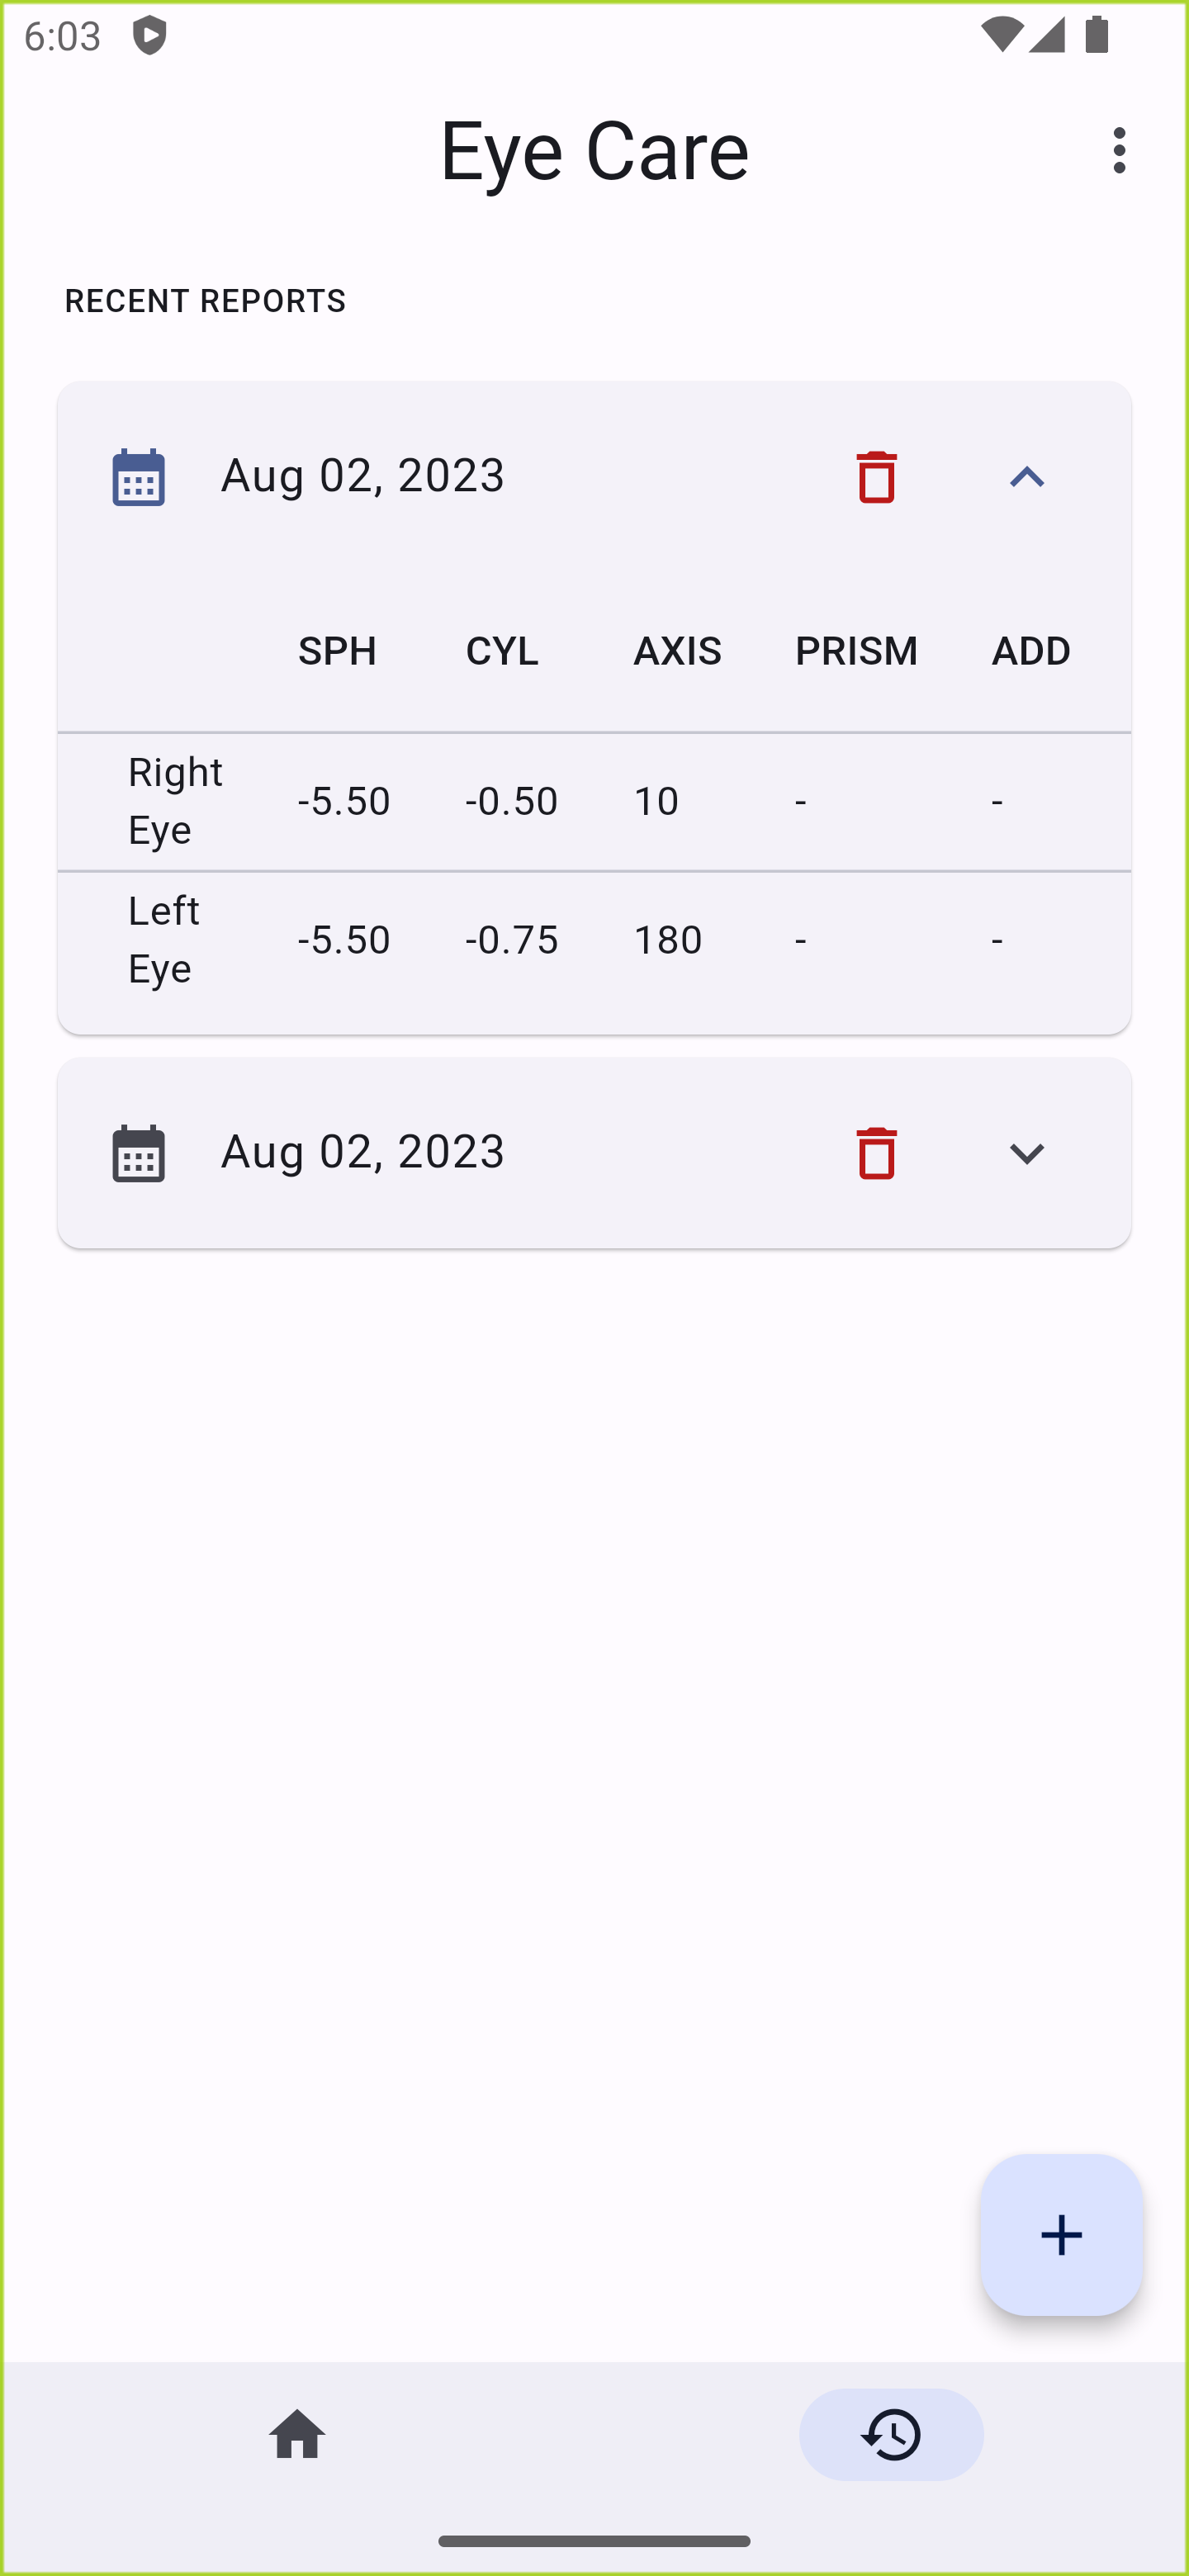 6:03
Eye Care
RECENT REPORTS
Aug 02, 2023
SPH CYL AXIS PRISM ADD
Right
Eye
-5.50 -0.50 10 - -
Left
Eye
-5.50 -0.75 180 - -
Aug 02, 2023